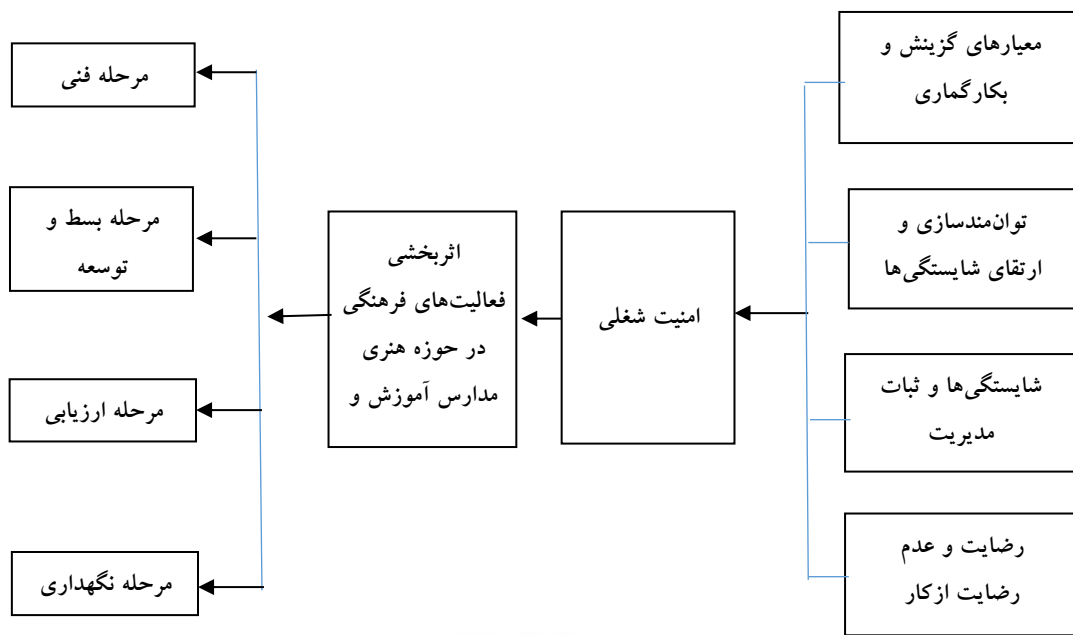 معیارهای گزینش و
بکارگماری
توان‌مندسازی و
ارتقای شایستگی‌ها
شایستگی‌ها و ثبات
مدیریت
رضایت و عدم
رضایت ازکار
امنیت شغلی
اثربخشی
فعالیت‌های فرهنگی
در حوزه هنری
مدارس آموزش و
مرحله فنی
مرحله بسط و
توسعه
مرحله ارزیابی
مرحله نگهداری